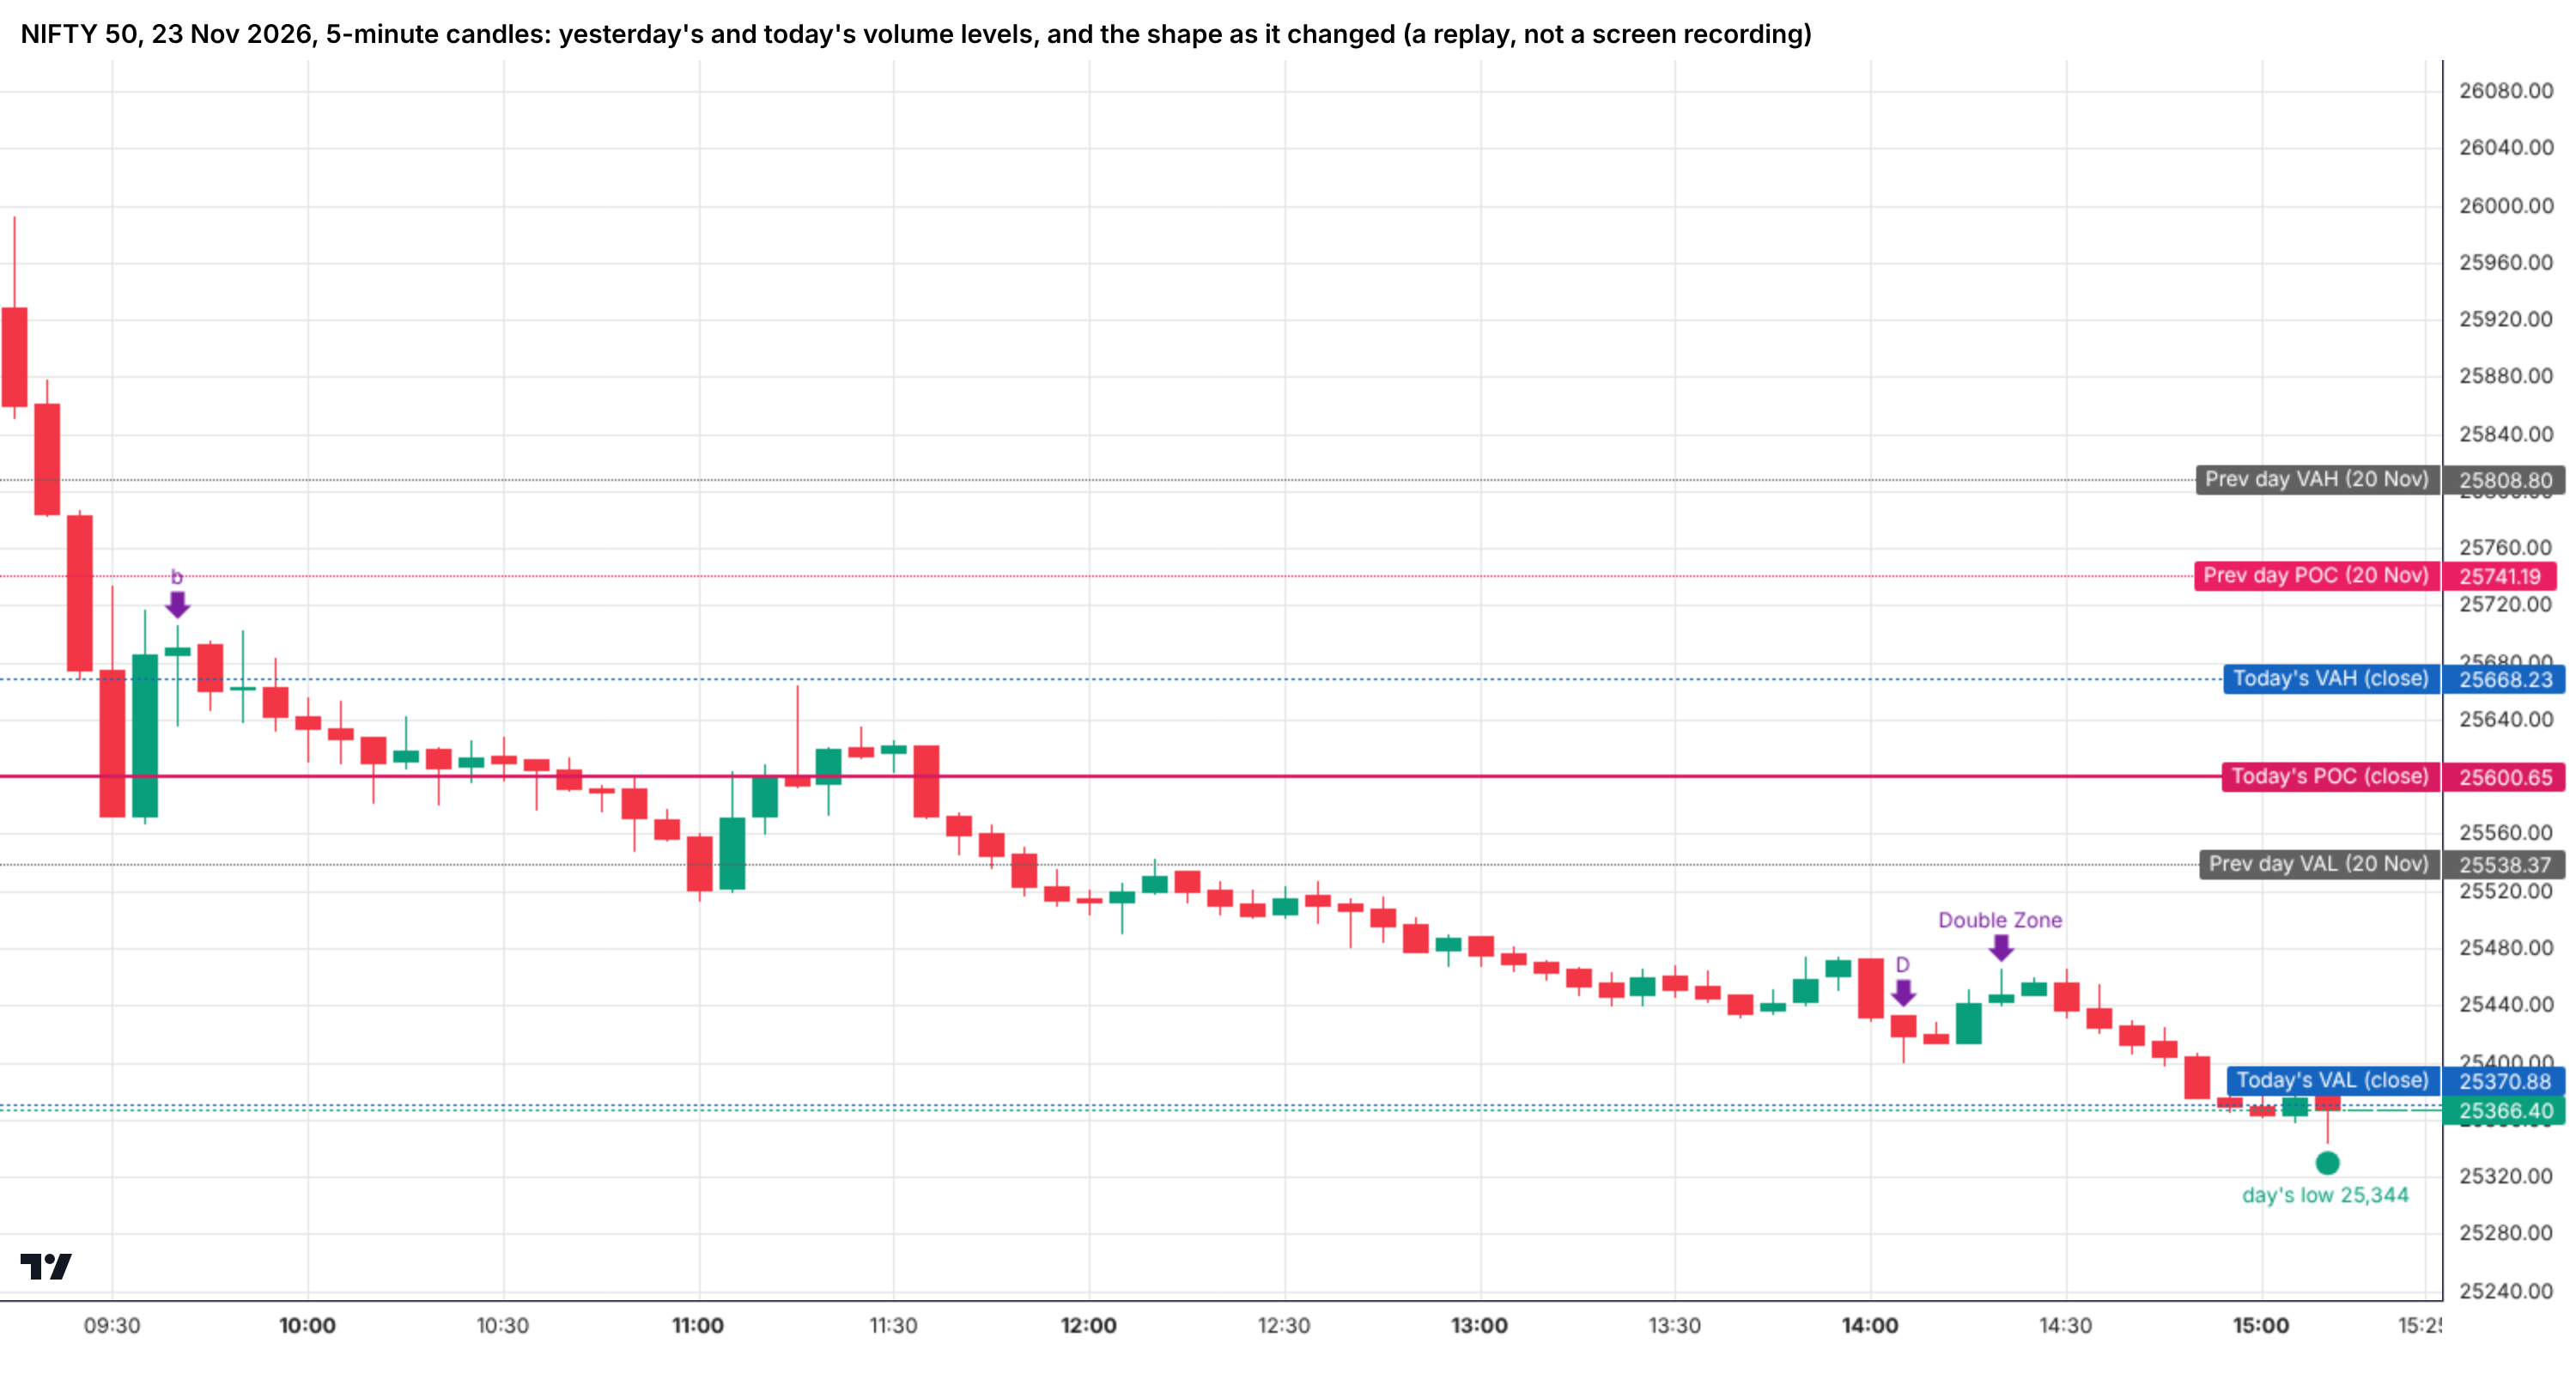 NIFTY 50, 23 Nov 2026, 5-minute candles: yesterday's and today's volume levels, and the shape as it changed (a replay, not a screen recording)
26080.00
26040.00
26000.00
25960.00
25920.00
25880.00
25840.00
Prev day VAH (20 Nov) 25808.80
25760.00
b
Prev day POC (20 Nov) 25741.19
25720.00
25680.00
Today's VAH (close) 25668.23
25640.00
Today's POC (close) 25600.65
25560.00
Prev day VAL (20 Nov) 25538.37
25520.00
Double Zone
25480.00
D
25440.00
25400.00
Today's VAL (close) 25370.88
25366.40
25320.00
day's low 25,344
25280.00
25240.00
09:30 10:00 10:30 11:00 11:30 12:00 12:30 13:00 13:30 14:00 14:30 15:00